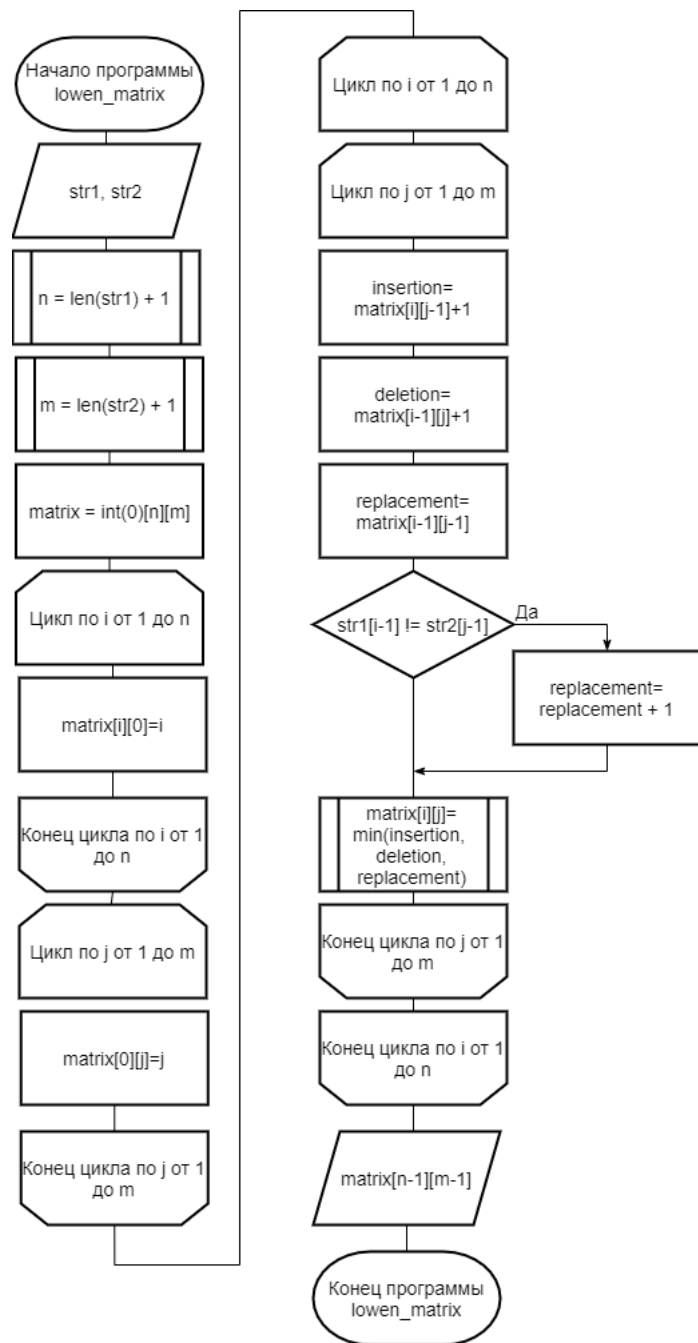 Начало программы
lowen_matrix
str1, str2
n = len(str1) + 1
m = len(str2) + 1
matrix = int(0)[n][m]
Цикл по i от 1 до n
matrix[i][0]=i
Конец цикла по i от 1
до n
Цикл по j от 1 до m
matrix[0][j]=j
Конец цикла по j от 1
до m
Цикл по i от 1 до n
Цикл по j от 1 до m
insertion=
matrix[i][j-1]+1
deletion=
matrix[i-1][j]+1
replacement=
matrix[i-1][j-1]
str1[i-1] != str2[j-1]
Да
replacement=
replacement + 1
matrix[i][j]=
min(insertion,
deletion,
replacement)
Конец цикла по j от 1
до m
Конец цикла по i от 1
до n
matrix[n-1][m-1]
Конец программы
lowen_matrix